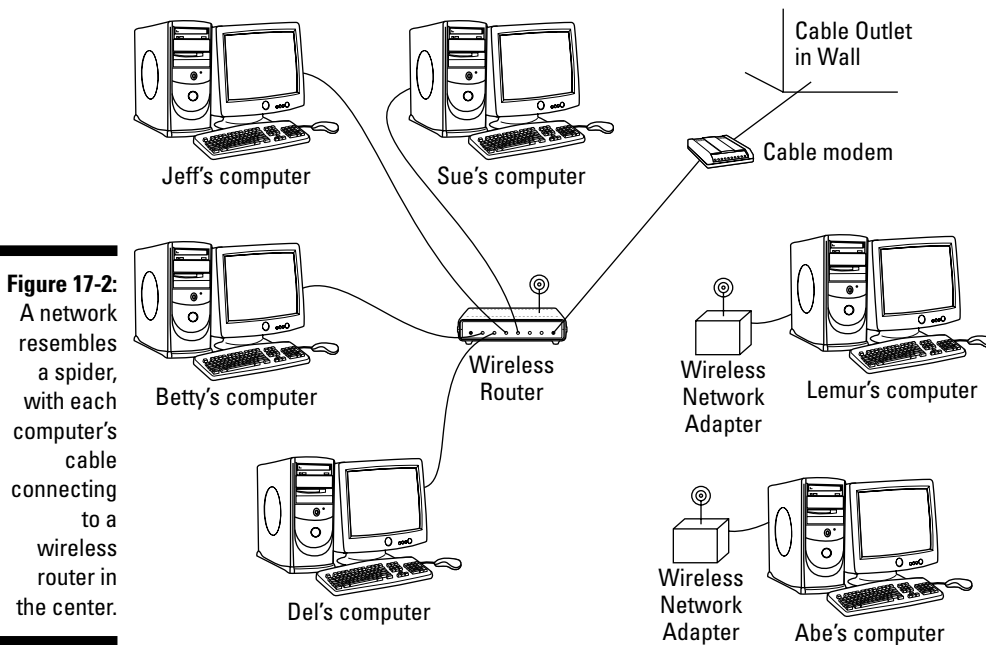 Cable Outlet
in Wall
Cable modem
Jeff's computer
Sue's computer
Figure 17-2:
A network
resembles
a spider,
with each
computer's
cable
connecting
to a
wireless
router in
the center.
Betty's computer
Wireless
Router
Wireless
Network
Adapter
Lemur's computer
Del's computer
Wireless
Network
Adapter
Abe's computer